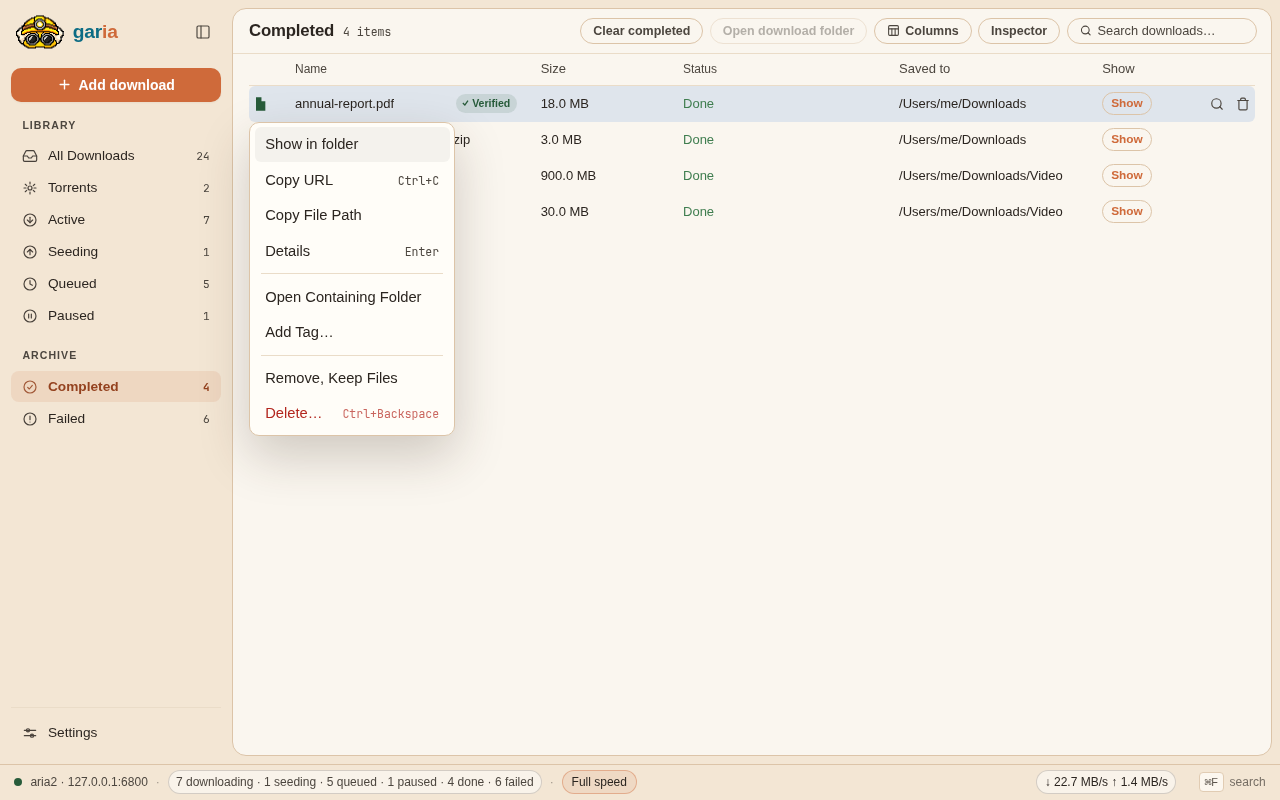 garia
Add download
LIBRARY
All Downloads 24
Torrents 2
Active 7
Seeding 1
Queued 5
Paused 1
ARCHIVE
Completed 4
Failed 6
Settings
Completed 4 items
Clear completed
Open download folder
Columns
Inspector
Search downloads…
Name Size Status Saved to Show
annual-report.pdf Verified 18.0 MB Done /Users/me/Downloads Show
zip 3.0 MB Done /Users/me/Downloads Show
900.0 MB Done /Users/me/Downloads/Video Show
30.0 MB Done /Users/me/Downloads/Video Show
Show in folder
Copy URL Ctrl+C
Copy File Path
Details Enter
Open Containing Folder
Add Tag…
Remove, Keep Files
Delete… Ctrl+Backspace
aria2 · 127.0.0.1:6800 · 7 downloading · 1 seeding · 5 queued · 1 paused · 4 done · 6 failed · Full speed
↓ 22.7 MB/s ↑ 1.4 MB/s
⌘F search